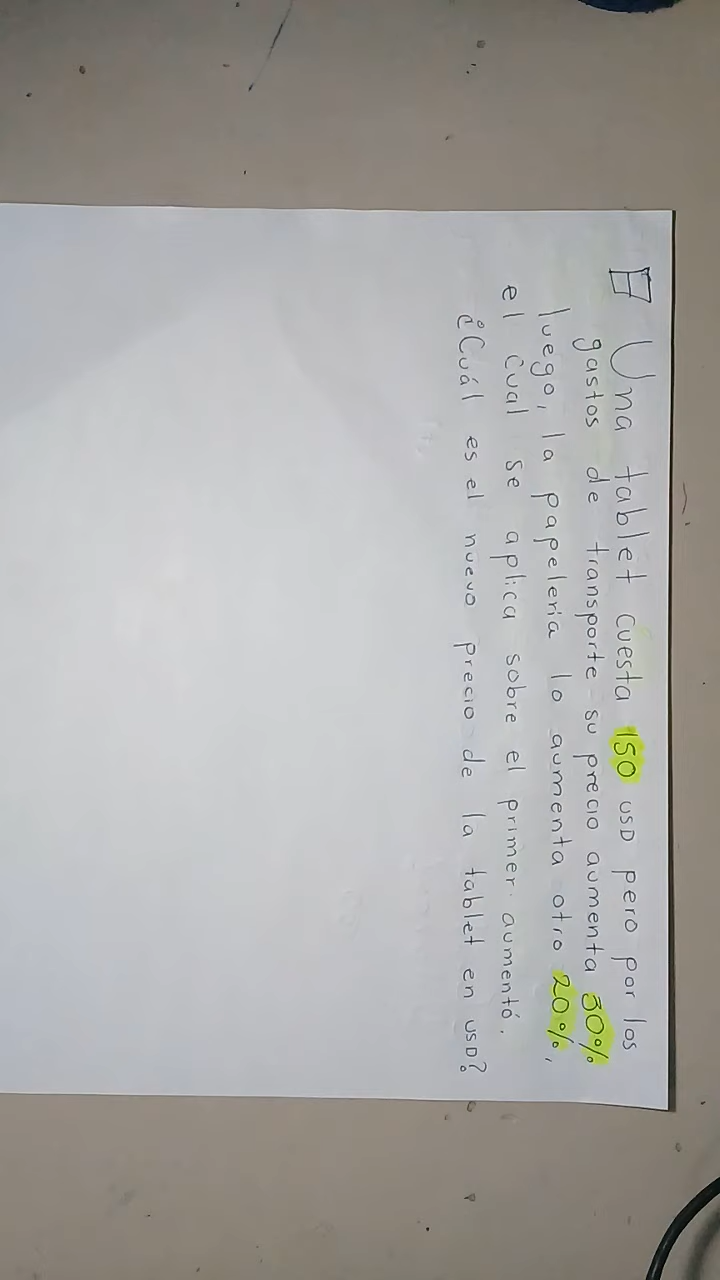 Una tablet cuesta 150 USD pero por los
gastos de transporte su precio aumenta 30%
luego, la papelería lo aumenta otro 20%,
el cual se aplica sobre el primer aumentó.
¿Cuál es el nuevo precio de la tablet en USD?